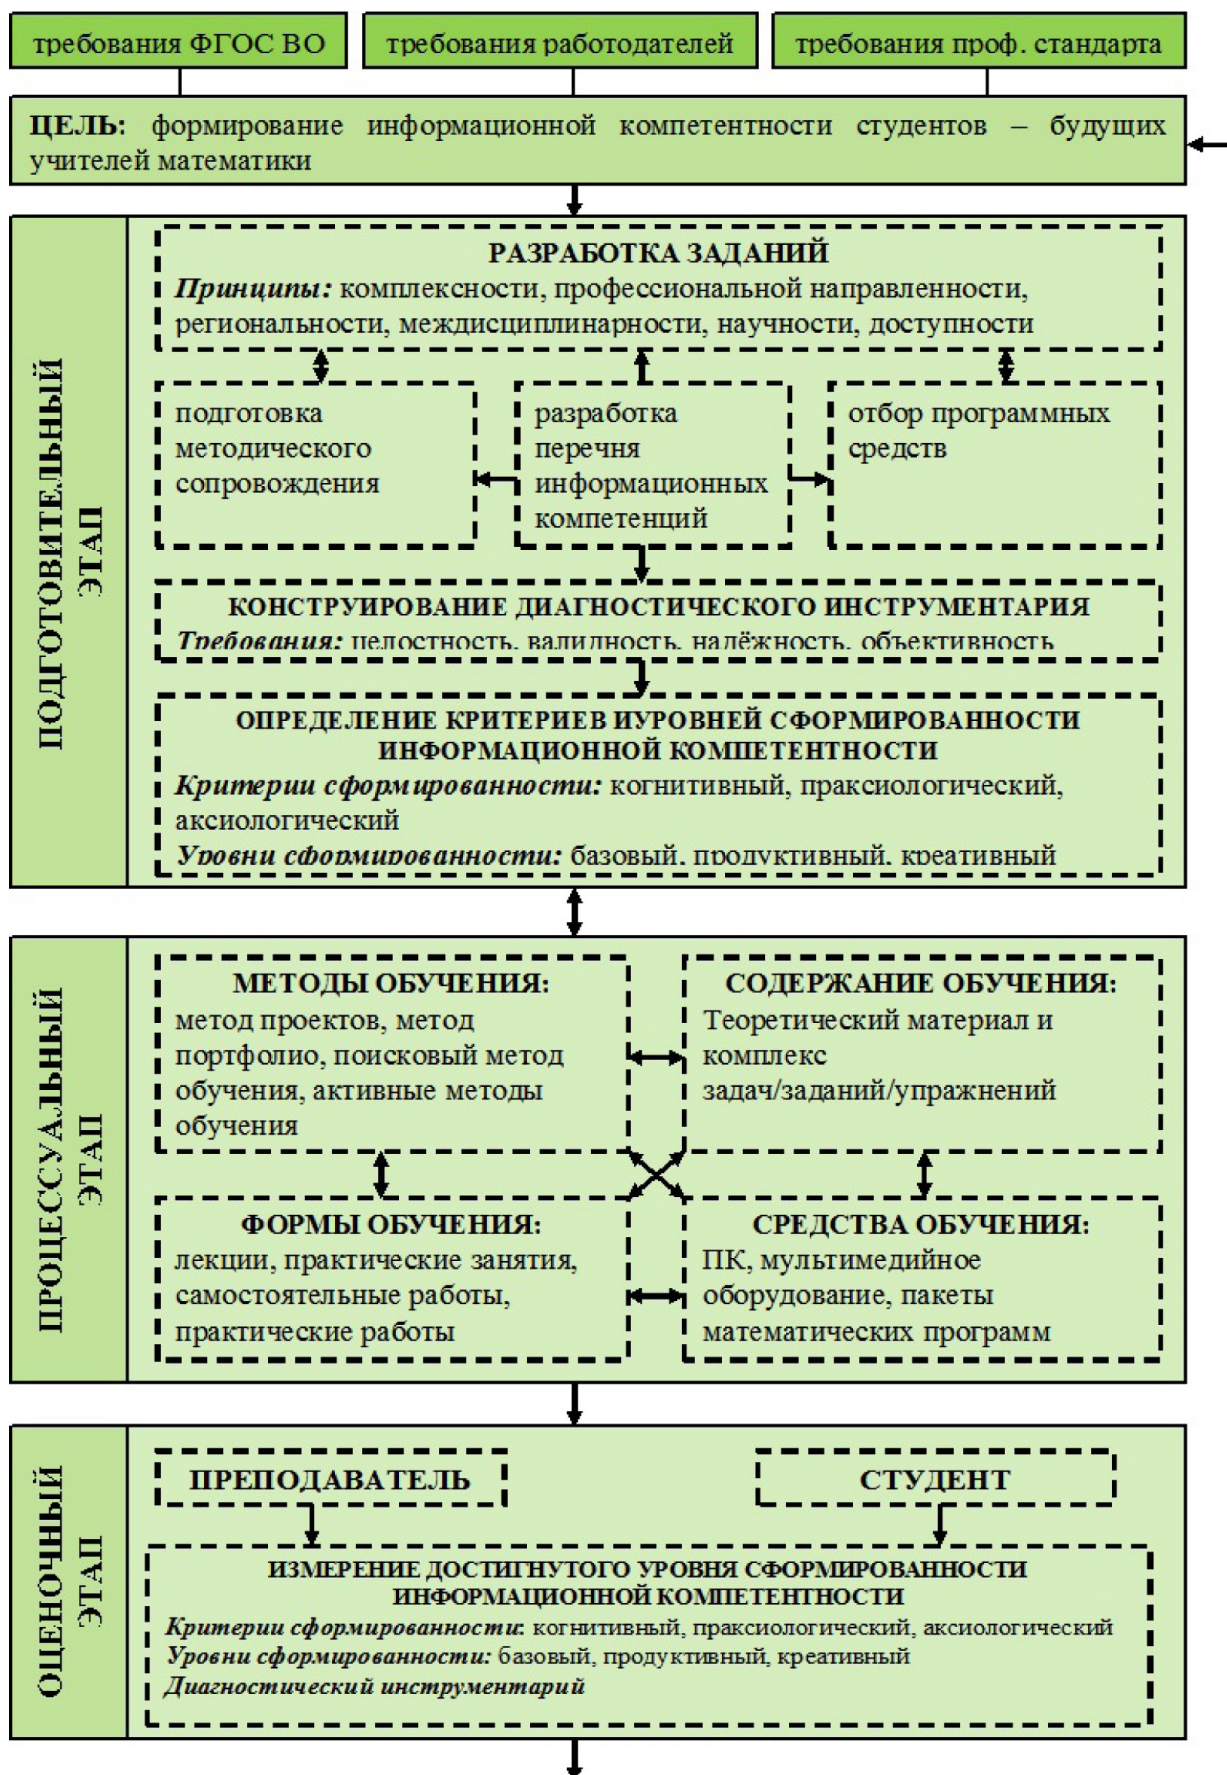 требования ФГОС ВО
требования работодателей
требования проф. стандарта
ЦЕЛЬ: формирование информационной компетентности студентов – будущих
учителей математики
ПОДГОТОВИТЕЛЬНЫЙ
ЭТАП
РАЗРАБОТКА ЗАДАНИЙ
Принципы: комплексности, профессиональной направленности,
региональности, междисциплинарности, научности, доступности
подготовка
методического
сопровождения
разработка
перечня
информационных
компетенций
отбор программных
средств
КОНСТРУИРОВАНИЕ ДИАГНОСТИЧЕСКОГО ИНСТРУМЕНТАРИЯ
Требования: целостность, валидность, надёжность, объективность
ОПРЕДЕЛЕНИЕ КРИТЕРИЕВ ИУРОВНЕЙ СФОРМИРОВАННОСТИ
ИНФОРМАЦИОННОЙ КОМПЕТЕНТНОСТИ
Критерии сформированности: когнитивный, праксиологический,
аксиологический
Уровни сформированности: базовый, продуктивный, креативный
ПРОЦЕССУАЛЬНЫЙ
ЭТАП
МЕТОДЫ ОБУЧЕНИЯ:
метод проектов, метод
портфолио, поисковый метод
обучения, активные методы
обучения
СОДЕРЖАНИЕ ОБУЧЕНИЯ:
Теоретический материал и
комплекс
задач/заданий/упражнений
ФОРМЫ ОБУЧЕНИЯ:
лекции, практические занятия,
самостоятельные работы,
практические работы
СРЕДСТВА ОБУЧЕНИЯ:
ПК, мультимедийное
оборудование, пакеты
математических программ
ОЦЕНОЧНЫЙ
ЭТАП
ПРЕПОДАВАТЕЛЬ
СТУДЕНТ
ИЗМЕРЕНИЕ ДОСТИГНУТОГО УРОВНЯ СФОРМИРОВАННОСТИ
ИНФОРМАЦИОННОЙ КОМПЕТЕНТНОСТИ
Критерии сформированности: когнитивный, праксиологический, аксиологический
Уровни сформированности: базовый, продуктивный, креативный
Диагностический инструментарий